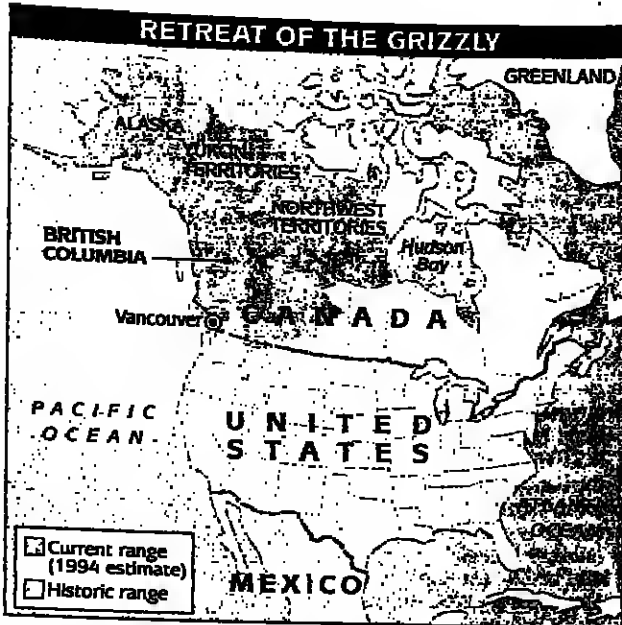 RETREAT OF THE GRIZZLY
GREENLAND
ALASKA
YUKON
TERRITORIES
NORTHWEST
TERRITORIES
Hudson
Bay
BRITISH
COLUMBIA
Vancouver
CANADA
PACIFIC
OCEAN
UNITED
STATES
OCEAN
MEXICO
Current range
(1994 estimate)
Historic range